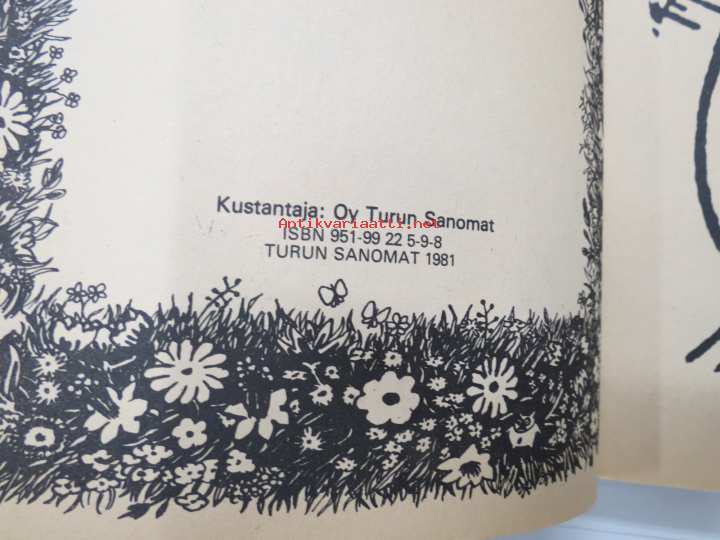 Kustantaja: Oy Turun Sanomat
Antikvariaatti.net
ISBN 951-99 22 5-9-8
TURUN SANOMAT 1981